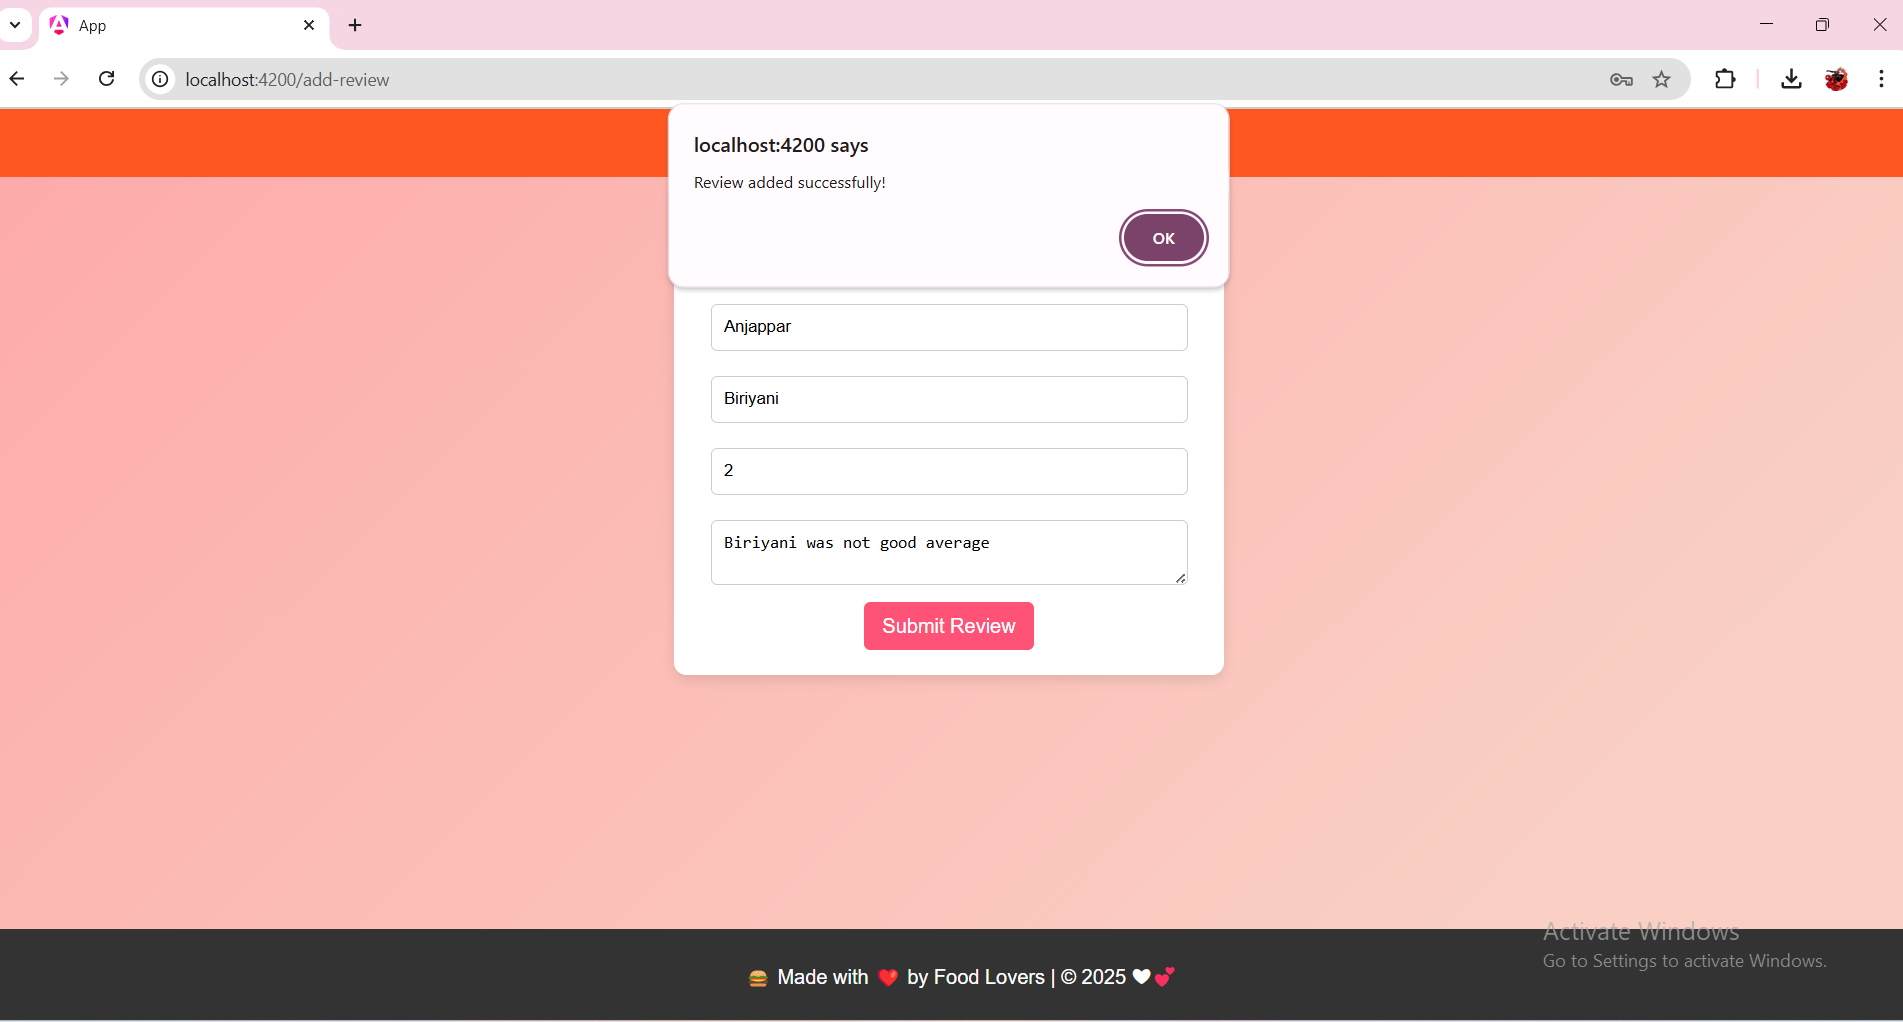 App
localhost:4200/add-review
localhost:4200 says
Review added successfully!
OK
Anjappar
Biriyani
2
Biriyani was not good average
Submit Review
Activate Windows
Go to Settings to activate Windows.
🍔 Made with ❤️ by Food Lovers | © 2025 🤍💕